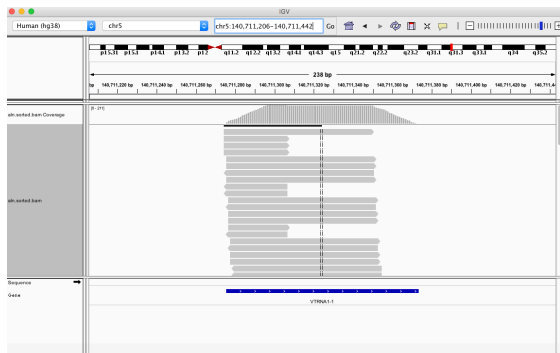 IGV
Human (hg38) chr5 chr5:140,711,206-140,711,442 Go
p15.31 p15.1 p14.1 p13.2 p12 q11.2 q12.2 q13.2 q14.1 q14.3 q15 q21.2 q22.2 q23.2 q31.1 q31.3 q33.1 q34 q35.2
238 bp
bp 140,711,220 bp 140,711,240 bp 140,711,260 bp 140,711,280 bp 140,711,300 bp 140,711,320 bp 140,711,340 bp 140,711,360 bp 140,711,380 bp 140,711,400 bp 140,711,420 bp 140,711,4
aln.sorted.bam Coverage
aln.sorted.bam
Sequence
Gene
VTRNA1-1